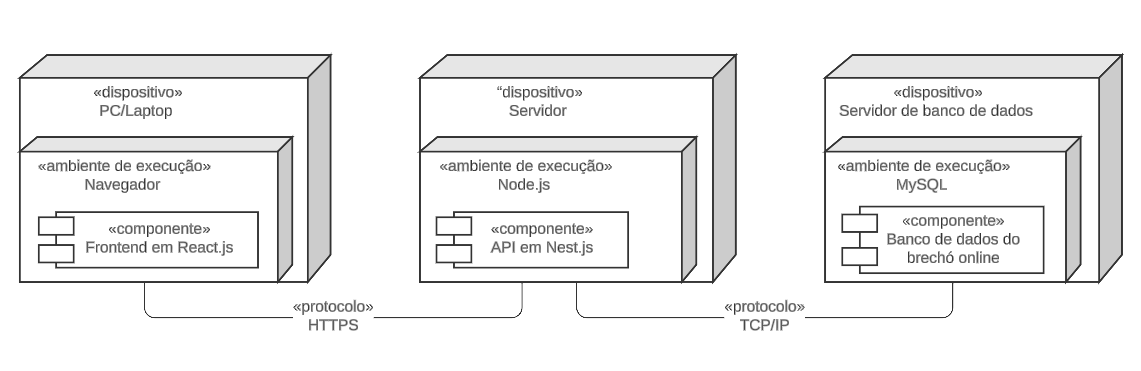 «dispositivo»
PC/Laptop
«ambiente de execução»
Navegador
«componente»
Frontend em React.js
“dispositivo»
Servidor
«ambiente de execução»
Node.js
«componente»
API em Nest.js
«dispositivo»
Servidor de banco de dados
«ambiente de execução»
MySQL
«componente»
Banco de dados do
brechó online
«protocolo»
HTTPS
«protocolo»
TCP/IP